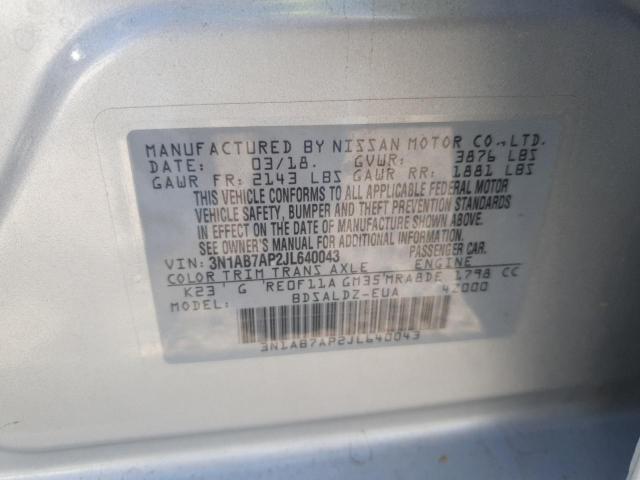 MANUFACTURED BY NISSAN MOTOR CO.,LTD.
DATE: 03/18. GVWR: 3876 LBS
GAWR FR: 2143 LBS GAWR RR: 1881 LBS
THIS VEHICLE CONFORMS TO ALL APPLICABLE FEDERAL MOTOR
VEHICLE SAFETY, BUMPER AND THEFT PREVENTION STANDARDS
IN EFFECT ON THE DATE OF MANUFACTURE SHOWN ABOVE.
SEE OWNER'S MANUAL FOR ADDITIONAL INFORMATION.
VIN: 3N1AB7AP2JL640043 PASSENGER CAR.
COLOR TRIM TRANS AXLE ENGINE
K23 G RE0F11A GM35 MRA8DE 1798 CC
BDSALDZ-EUA 42000
3N1AB7AP2JL640043